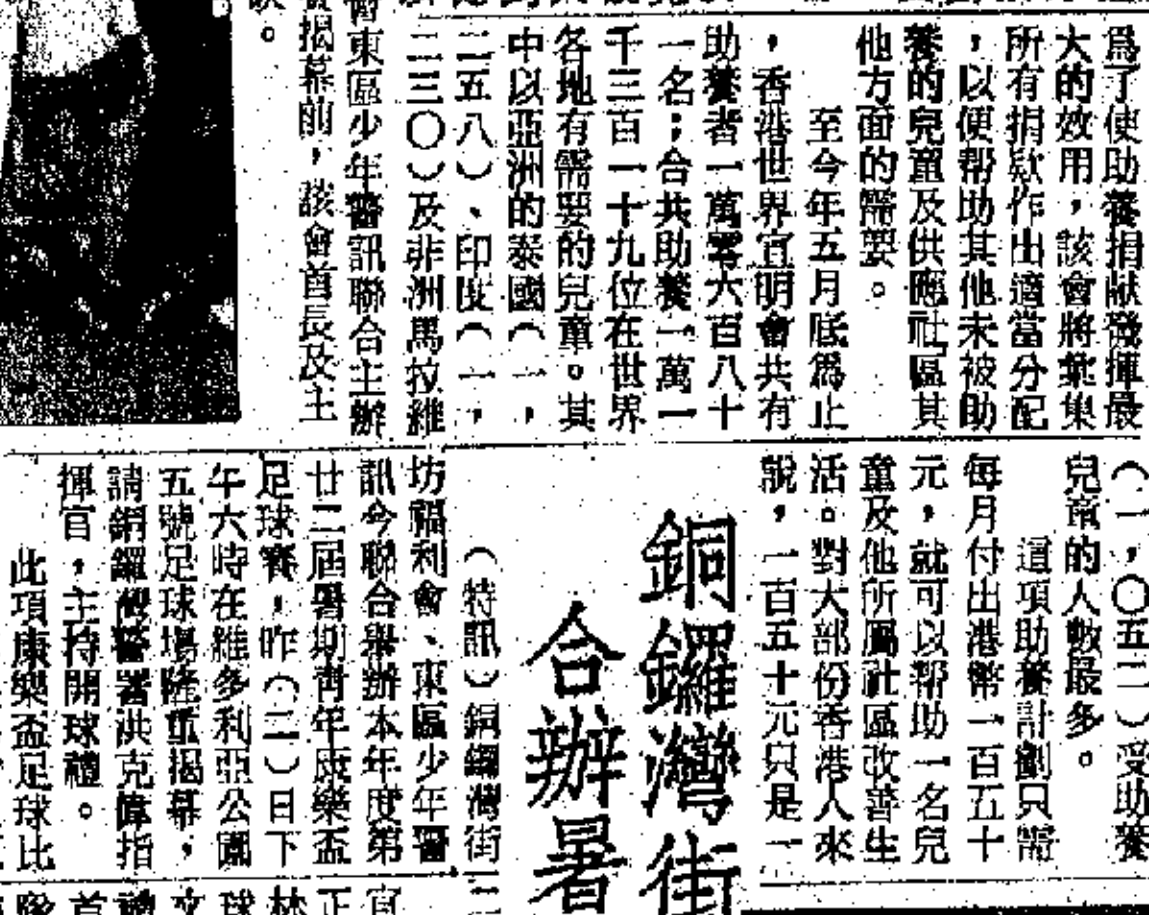 爲了使助養捐献發揮最
大的效用，該會將集
所有捐欵作出適當分配
，以便帮助其他未被助
養的兒童及供應社區其
他方面的需要。
至今年五月底爲止
，香港世界宣明會共有
助養者一萬零六百八十
一名；合共助養一萬一
千三百一十九位在世界
各地有需要的兒童。其
中以亞洲的泰國（一，
二五八）、印度（一，
二三〇）及非洲馬拉維
（一，〇五二）受助養
兒童的人數最多。
這項助養計劃只需
每月付出港幣一百五十
元，就可以帮助一名兒
童及他所屬社區改善生
活。對大部份香港人來
說，一百五十元只是一
會東區少年警訊聯合主辦
揭幕前，該會首長及主
。
銅鑼灣街
合辦暑
（特訊）銅鑼灣街
坊福利會、東區少年警
訊今聯合舉辦本年度第
廿二屆暑期青年康樂盃
足球賽，昨（二）日下
午六時在維多利亞公園
五號足球塲隆重揭幕，
請銅鑼灣警署洪克偉指
揮官，主持開球禮。
此項康樂盃足球比